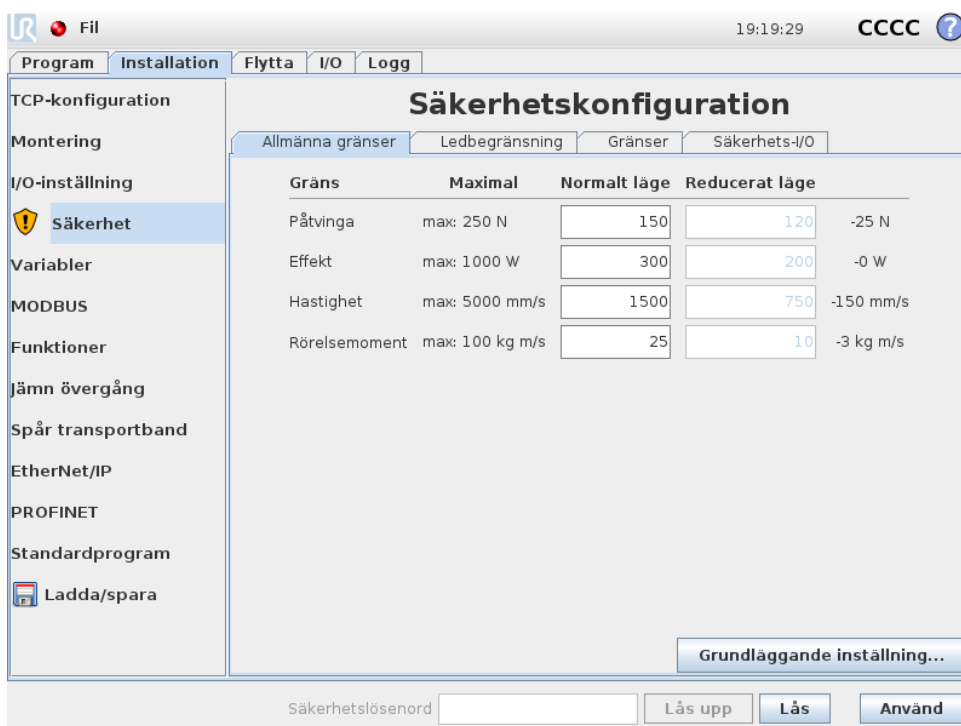 UR Fil 19:19:29 CCCC ?
Program Installation Flytta I/O Logg
TCP-konfiguration
Montering
I/O-inställning
Säkerhet
Variabler
MODBUS
Funktioner
Jämn övergång
Spår transportband
EtherNet/IP
PROFINET
Standardprogram
Ladda/spara
Säkerhetskonfiguration
Allmänna gränser Ledbegränsning Gränser Säkerhets-I/O
Gräns Maximal Normalt läge Reducerat läge
Påtvinga max: 250 N 150 120 -25 N
Effekt max: 1000 W 300 200 -0 W
Hastighet max: 5000 mm/s 1500 750 -150 mm/s
Rörelsemoment max: 100 kg m/s 25 10 -3 kg m/s
Grundläggande inställning...
Säkerhetslösenord Lås upp Lås Använd